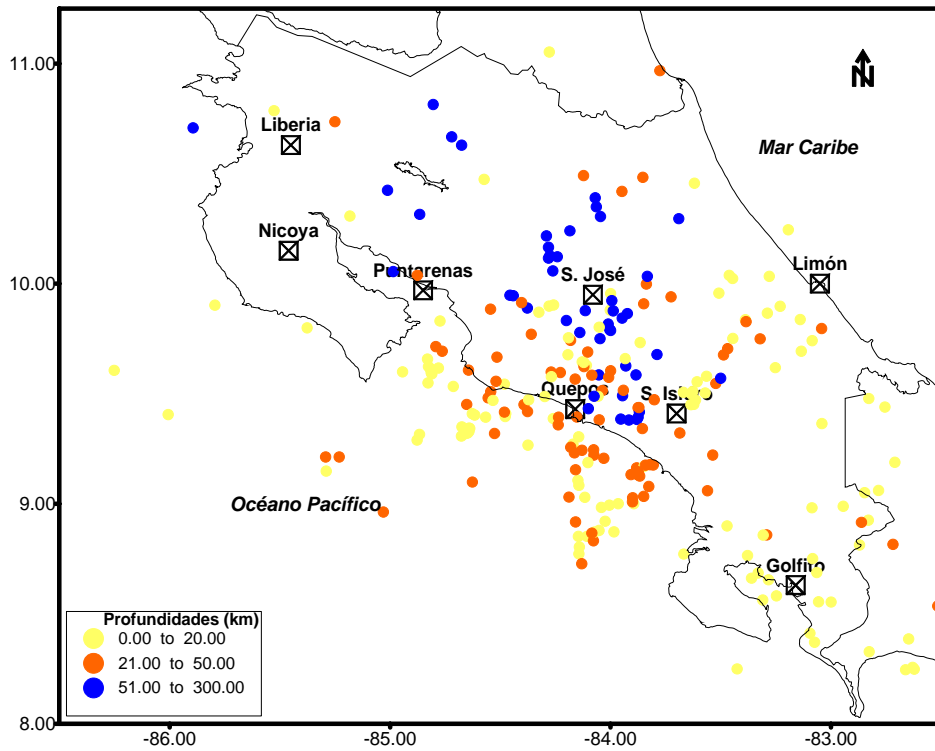 11.00
N
Mar Caribe
Liberia
Nicoya
Puntarenas
S. José
Limón
10.00
Quepos
S. Isidro
9.00
Océano Pacífico
Golfito
Profundidades (km)
0.00 to 20.00
21.00 to 50.00
51.00 to 300.00
8.00
-86.00 -85.00 -84.00 -83.00